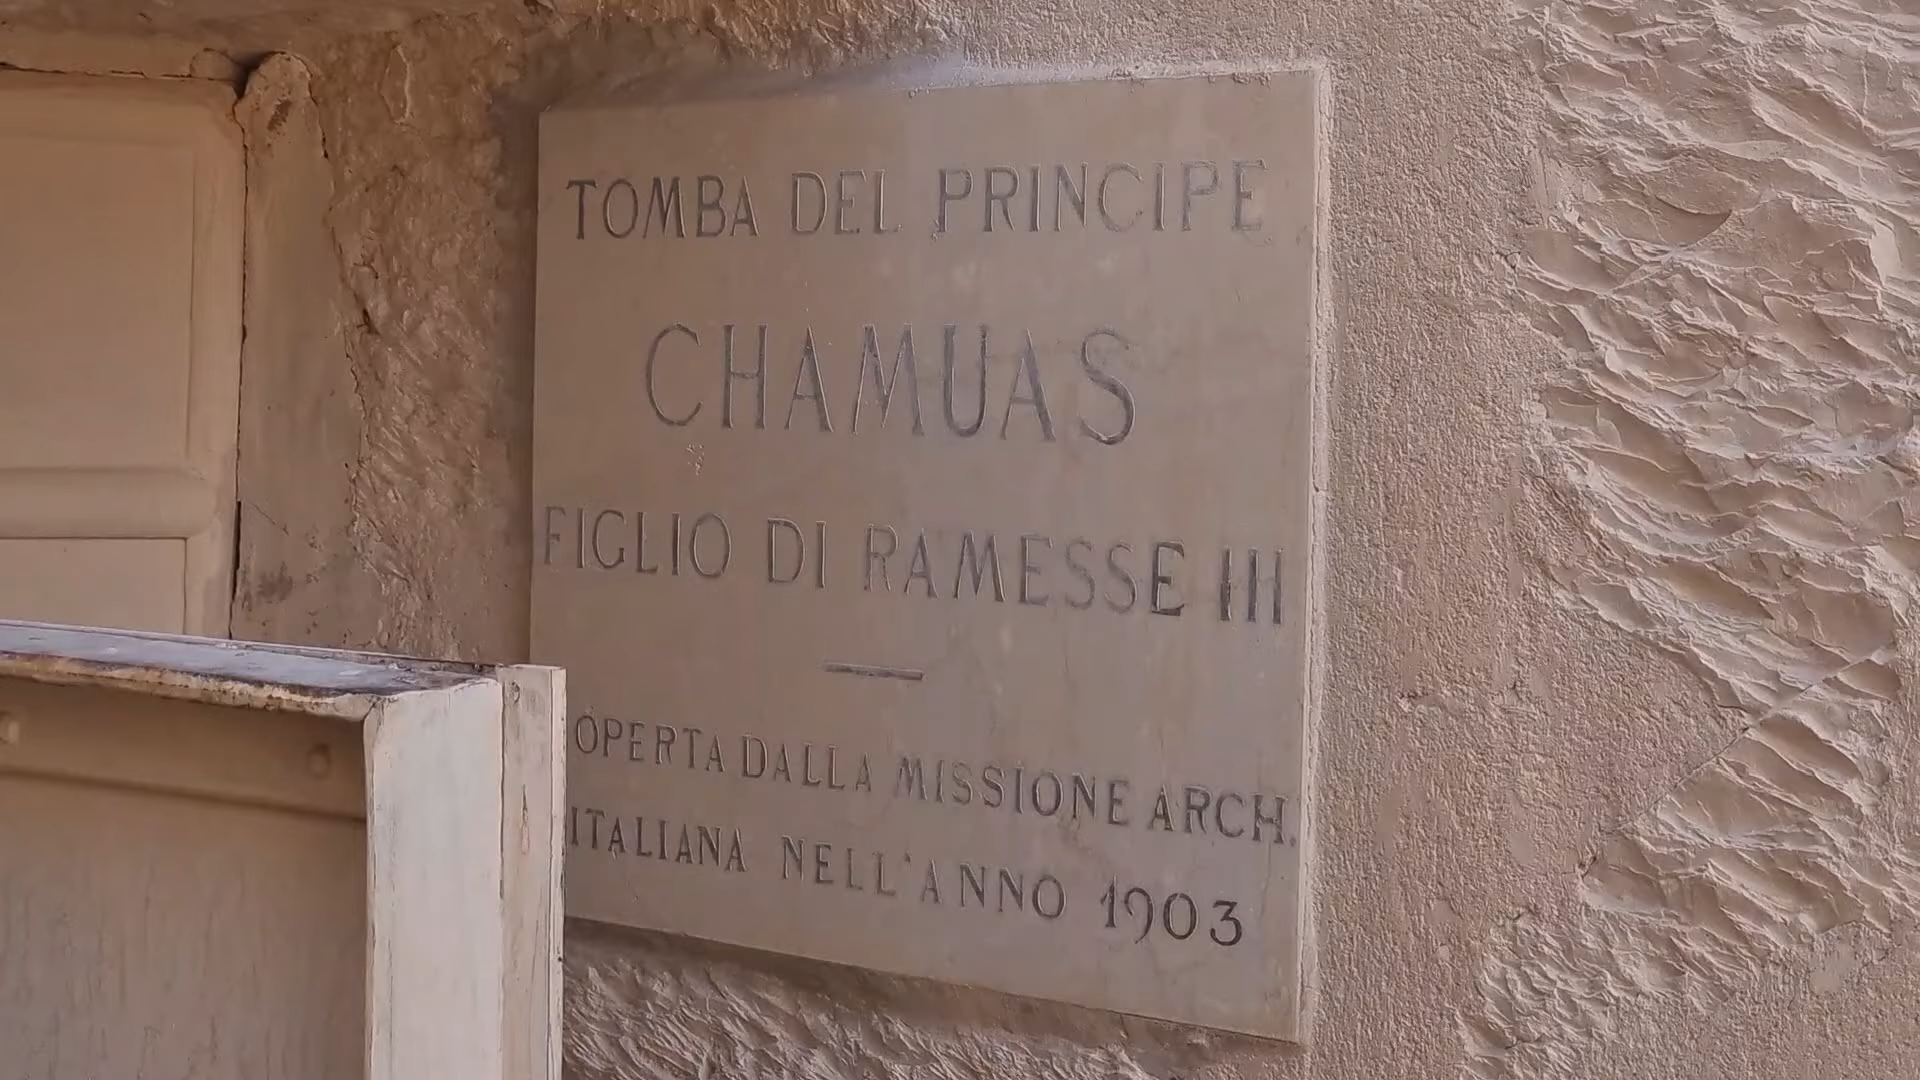 TOMBA DEL PRINCIPE
CHAMUAS
FIGLIO DI RAMESSE III
OPERTA DALLA MISSIONE ARCH.
ITALIANA NELL'ANNO 1903